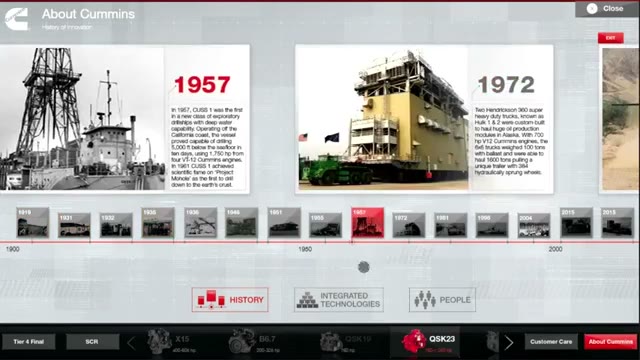 About Cummins
History of Innovation
Close
EXIT
1957
In 1957, CUSS 1 was the first
in a new class of exploratory
drillships with deep water
capability. Operating off the
California coast, the vessel
proved capable of drilling
5,000 ft below the seafloor in
two days, using 1,750 hp from
four VT-12 Cummins engines.
In 1961 CUSS 1 achieved
scientific fame on 'Project
Mohole' as the first to drill
down to the earth's crust.
1972
Two Hendrickson 360 super
heavy duty trucks, known as
Hulk 1 & 2 were custom built
to haul huge oil production
modules in Alaska. With 700
hp V12 Cummins engines, the
6x6 trucks weighed 100 tons
with ballast and were able to
haul 1600 tons pulling a
unique trailer with 384
hydraulically sprung wheels.
1919
1931
1932
1935
1935
1946
1951
1955
1957
1972
1981
1998
2004
2015
2015
1900
1950
2000
HISTORY
INTEGRATED
TECHNOLOGIES
PEOPLE
Tier 4 Final
SCR
X15
B6.7
QSK19
QSK23
Customer Care
About Cummins